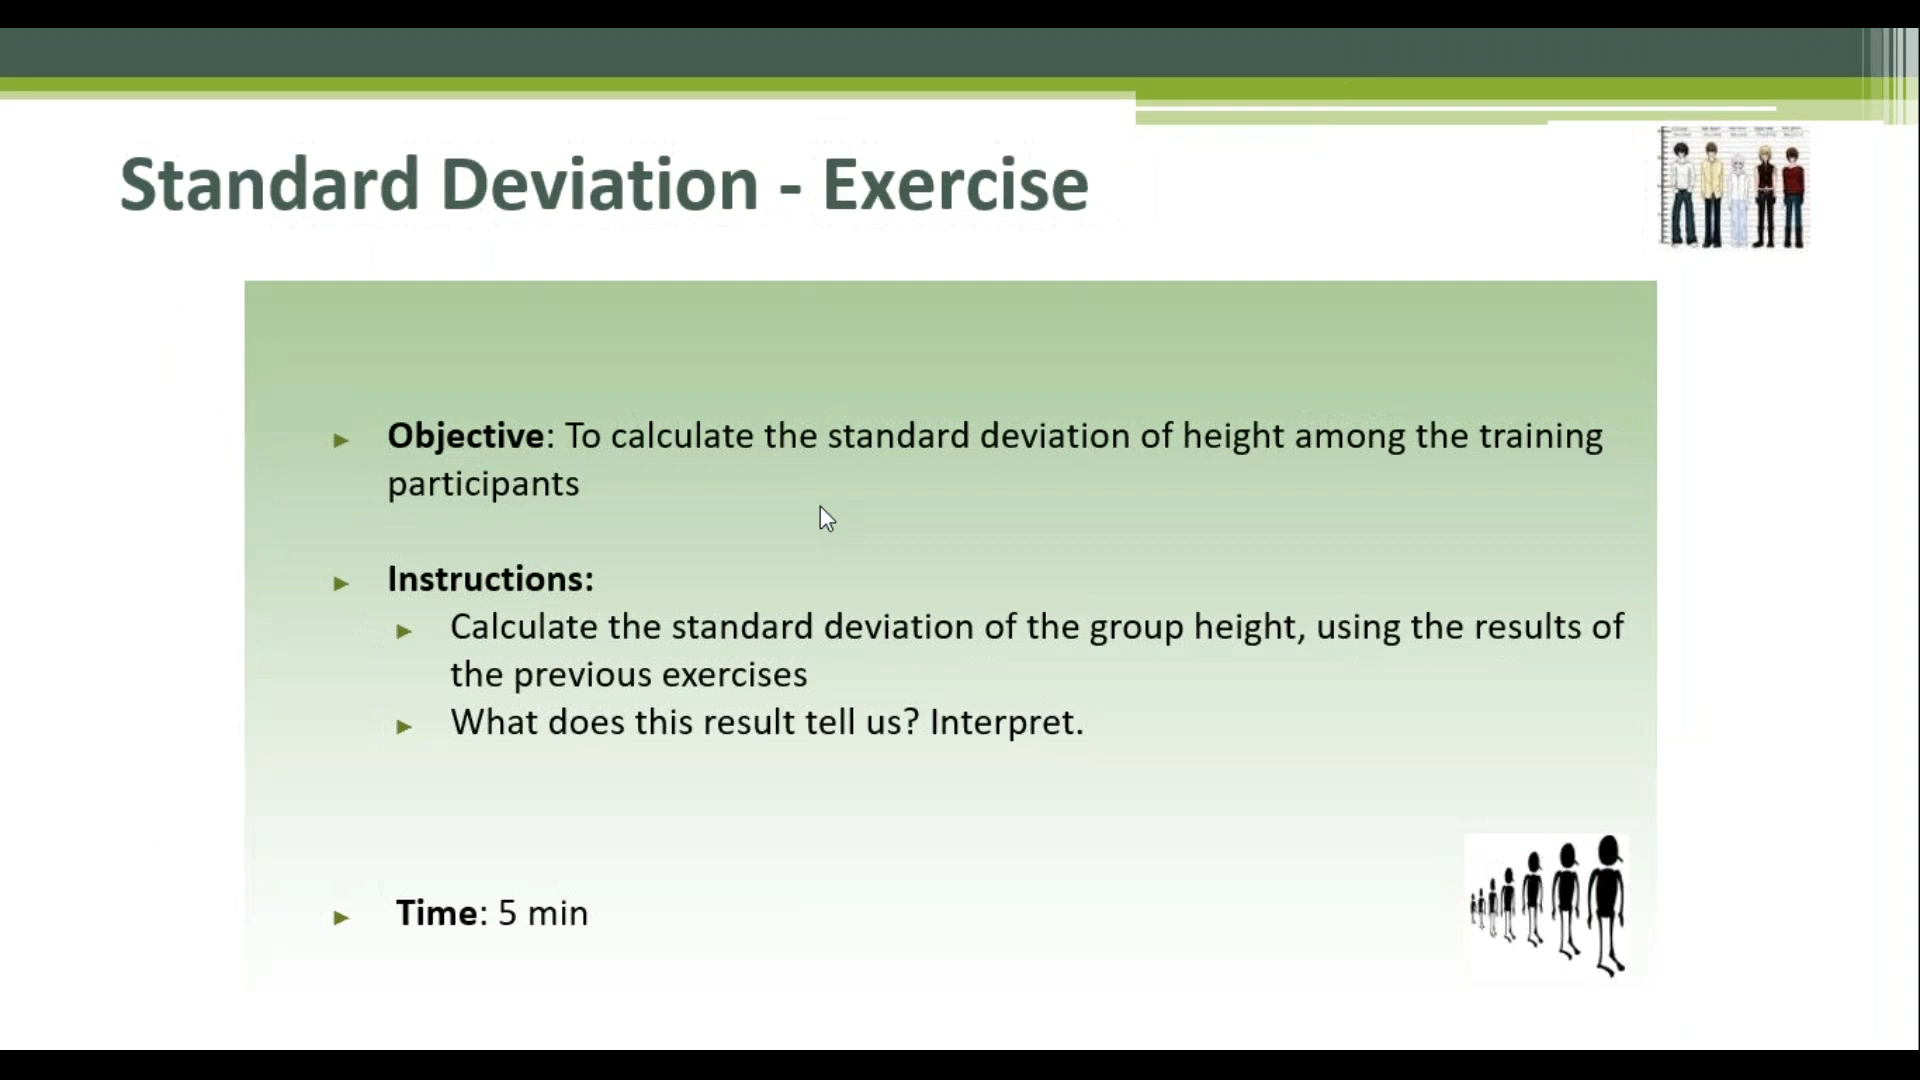 Standard Deviation - Exercise
Objective: To calculate the standard deviation of height among the training
participants
Instructions:
Calculate the standard deviation of the group height, using the results of
the previous exercises
What does this result tell us? Interpret.
Time: 5 min